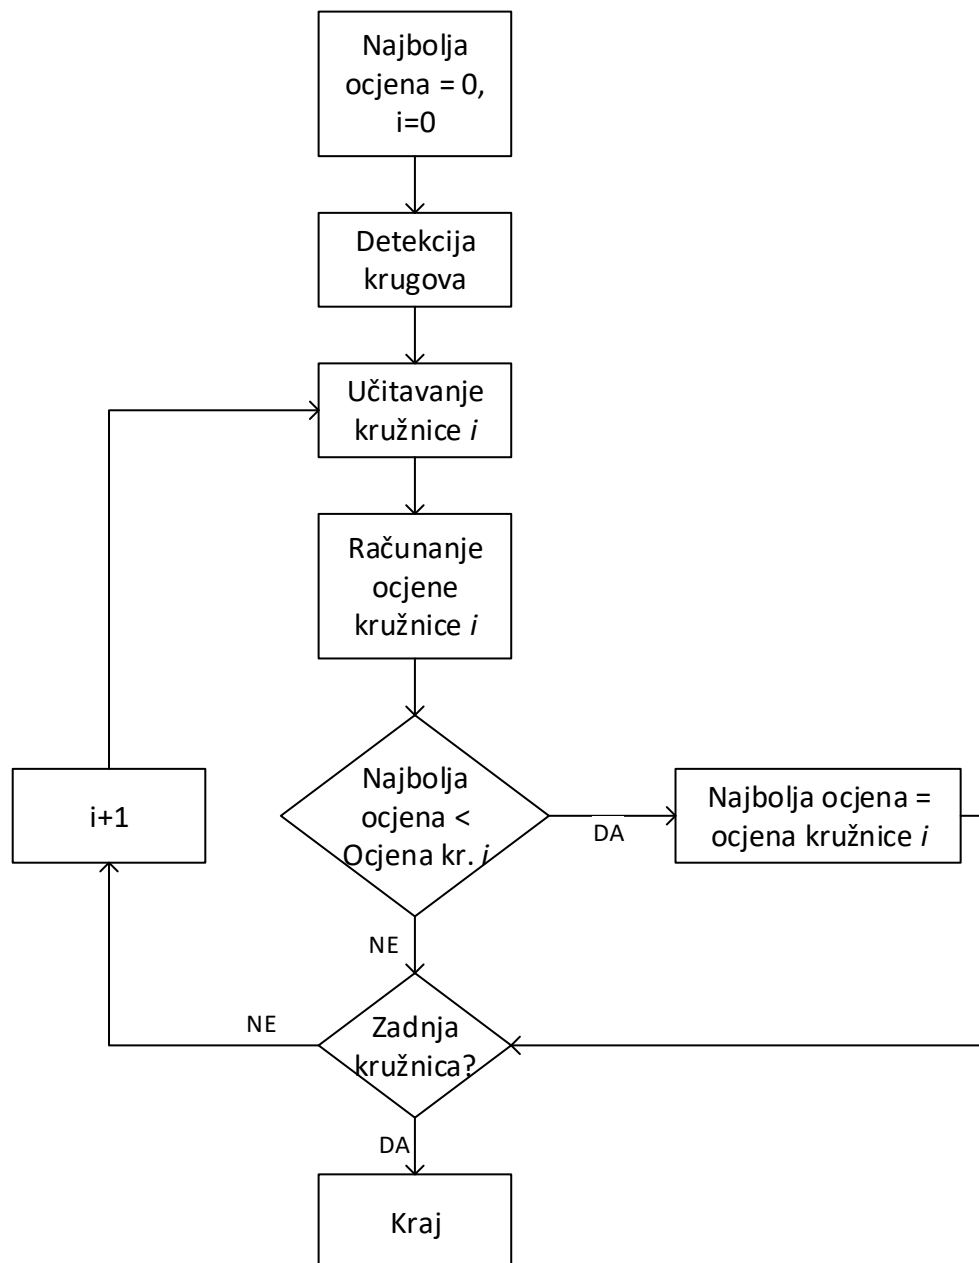 Najbolja
ocjena = 0,
i=0
Detekcija
krugova
Učitavanje
kružnice i
Računanje
ocjene
kružnice i
Najbolja
ocjena <
Ocjena kr. i
DA
Najbolja ocjena =
ocjena kružnice i
i+1
NE
Zadnja
kružnica?
NE
DA
Kraj